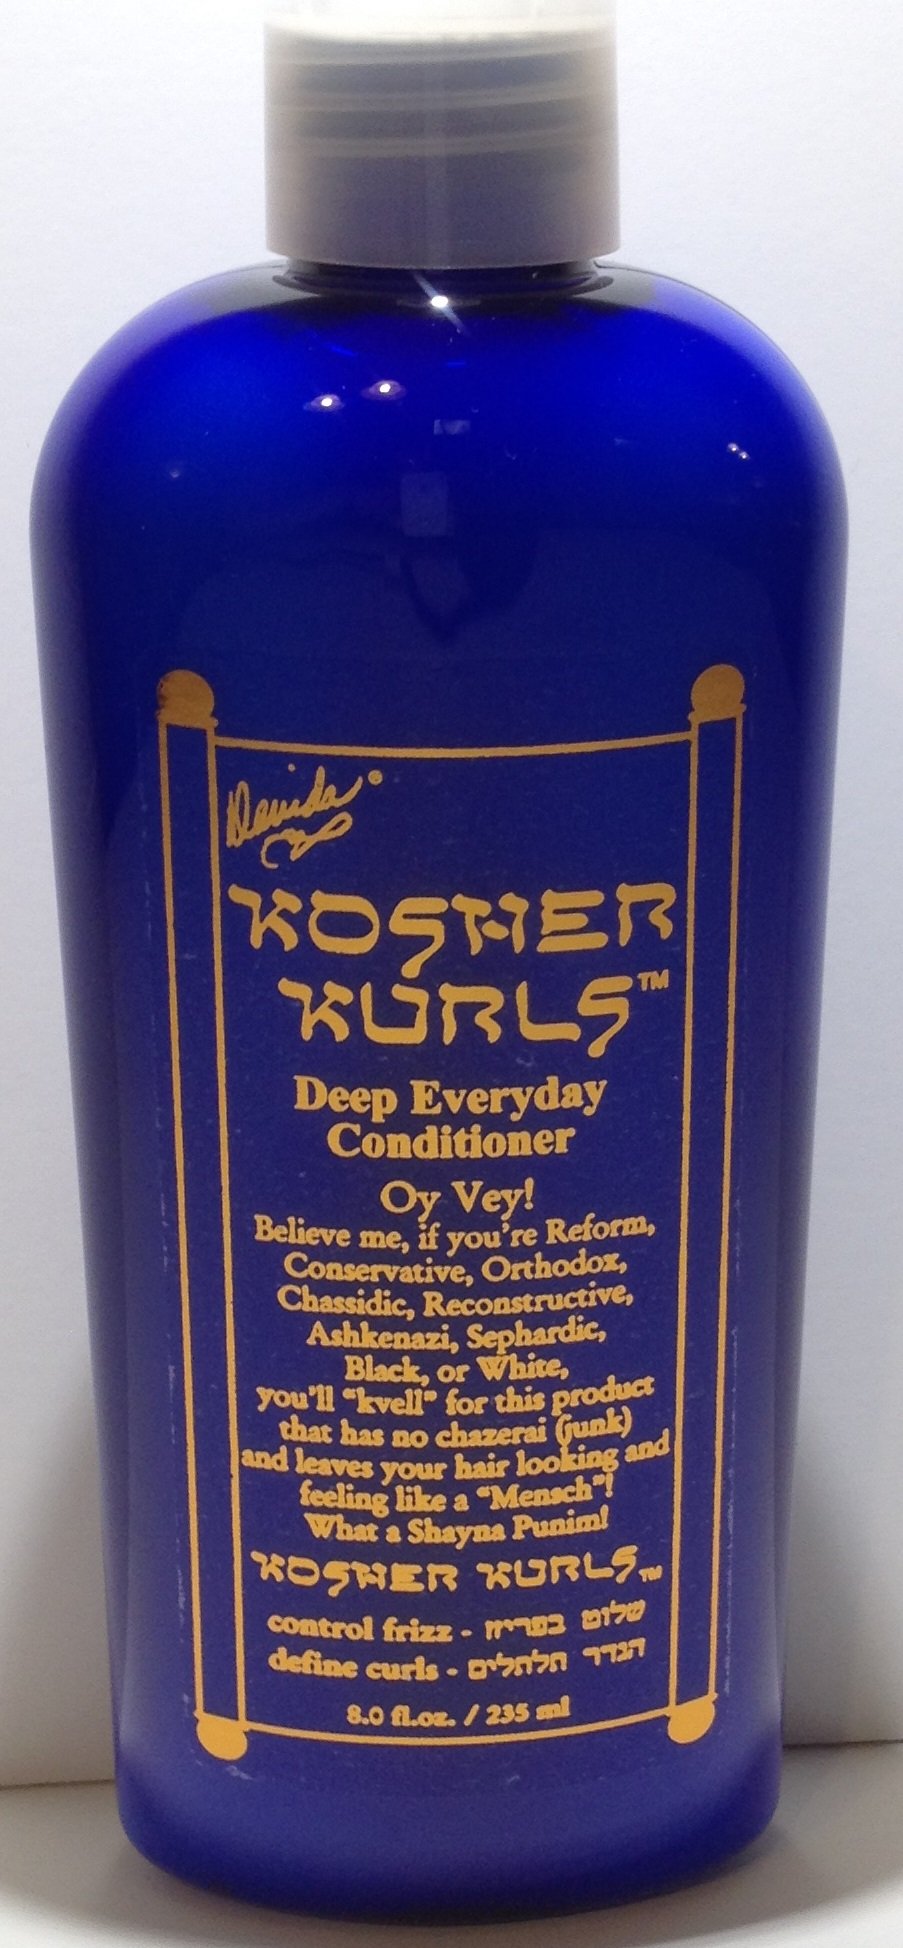 Davida®
KOSHER
KURLS™
Deep Everyday
Conditioner
Oy Vey!
Believe me, if you're Reform,
Conservative, Orthodox,
Chassidic, Reconstructive,
Ashkenazi, Sephardic,
Black, or White,
you'll "kvell" for this product
that has no chazerai (junk)
and leaves your hair looking and
feeling like a "Mensch"!
What a Shayna Punim!
KOSHER KURLS™
control frizz - שלוט בפריזז
define curls - הגדר תלתלים
8.0 fl.oz. / 235 ml